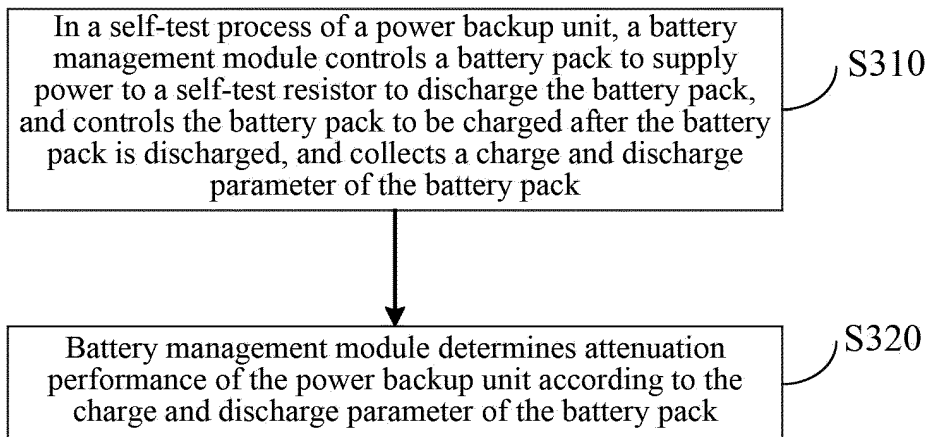 In a self-test process of a power backup unit, a battery
management module controls a battery pack to supply
power to a self-test resistor to discharge the battery pack,
and controls the battery pack to be charged after the battery
pack is discharged, and collects a charge and discharge
parameter of the battery pack
S310
Battery management module determines attenuation
performance of the power backup unit according to the
charge and discharge parameter of the battery pack
S320